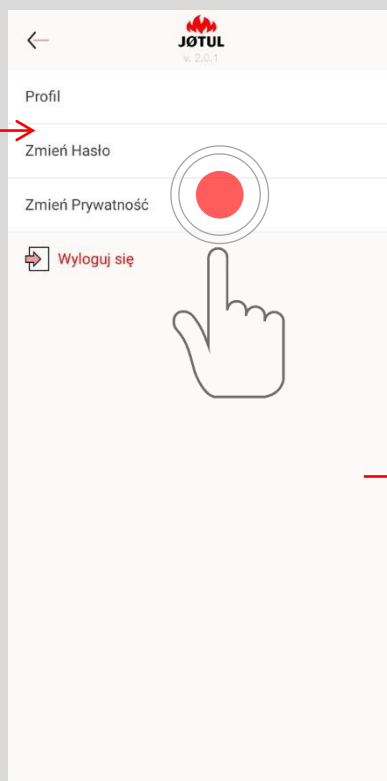 JØTUL
v. 2.0.1
Profil
Zmień Hasło
Zmień Prywatność
Wyloguj się